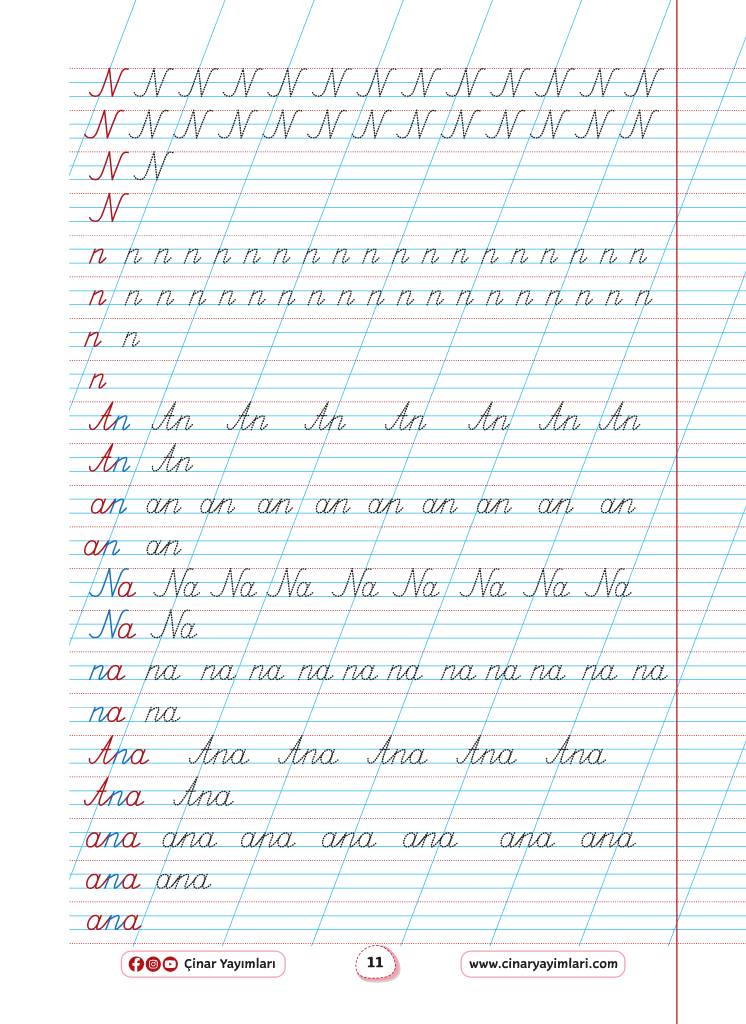 N N N N N N N N N N N N N
N N N N N N N N N N N N N
N N
N
n n n n n n n n n n n n n n n n n n n
n n n n n n n n n n n n n n n n n n n
n n
n
An An An An An An An An
An An
an an an an an an an an an an
an an
Na Na Na Na Na Na Na Na Na
Na Na
na na na na na na na na na na na na
na na
Ana Ana Ana Ana Ana Ana
Ana Ana
ana ana ana ana ana ana ana
ana ana
ana
Çinar Yayımları 11 www.cinaryayimlari.com